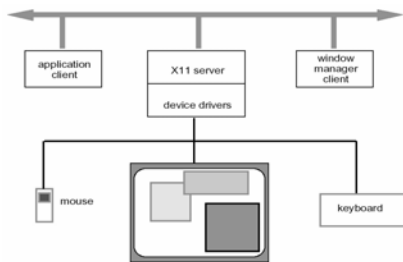 application
client
X11 server
device drivers
window
manager
client
mouse
keyboard